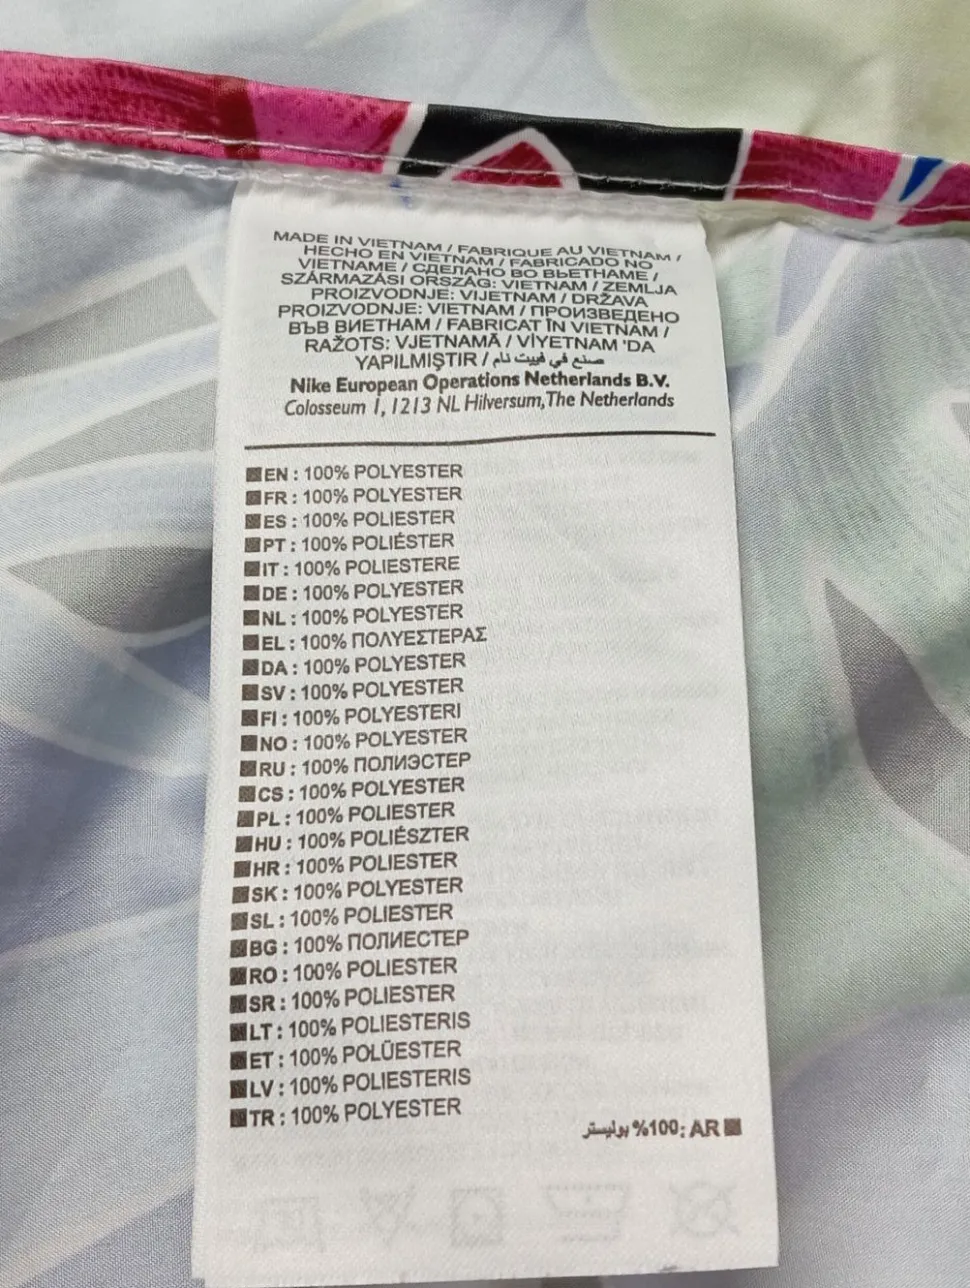 MADE IN VIETNAM / FABRIQUE AU VIETNAM /
HECHO EN VIETNAM / FABRICADO NO
VIETNAME / СДЕЛАНО ВО ВЬЕТНАМЕ /
SZÁRMAZÁSI ORSZÁG: VIETNAM / ZEMLJA
PROIZVODNJE: VIJETNAM / DRŽAVA
PROIZVODNJE: VIETNAM / ПРОИЗВЕДЕНО
ВЪВ ВИЕТНАМ / FABRICAT ÎN VIETNAM /
RAŽOTS: VJETNAMĀ / VİYETNAM 'DA
YAPILMIŞTIR / صنع في فييت نام
Nike European Operations Netherlands B.V.
Colosseum 1, 1213 NL Hilversum,The Netherlands
EN : 100% POLYESTER
FR : 100% POLYESTER
ES : 100% POLIESTER
PT : 100% POLIÉSTER
IT : 100% POLIESTERE
DE : 100% POLYESTER
NL : 100% POLYESTER
EL : 100% ΠΟΛΥΕΣΤΕΡΑΣ
DA : 100% POLYESTER
SV : 100% POLYESTER
FI : 100% POLYESTERI
NO : 100% POLYESTER
RU : 100% ПОЛИЭСТЕР
CS : 100% POLYESTER
PL : 100% POLIESTER
HU : 100% POLIÉSZTER
HR : 100% POLIESTER
SK : 100% POLYESTER
SL : 100% POLIESTER
BG : 100% ПОЛИЕСТЕР
RO : 100% POLIESTER
SR : 100% POLIESTER
LT : 100% POLIESTERIS
ET : 100% POLÜESTER
LV : 100% POLIESTERIS
TR : 100% POLYESTER
AR :100% بوليستر